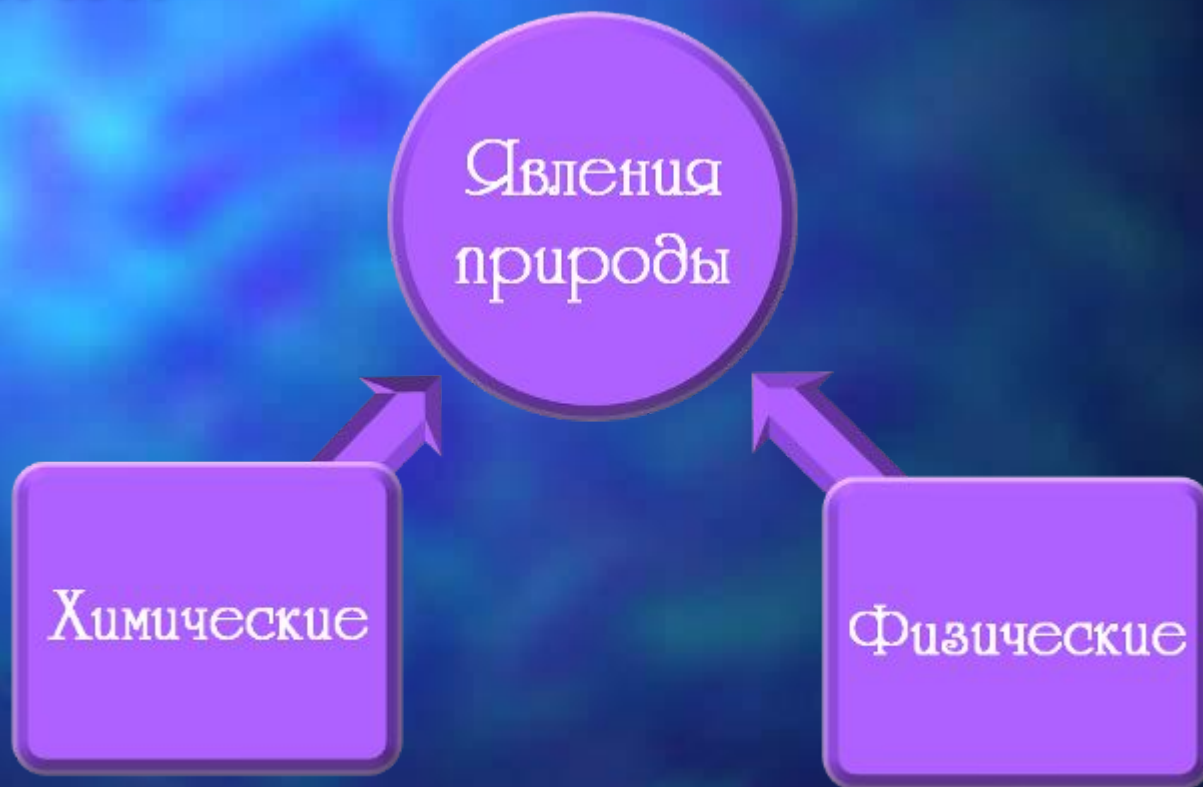 Явления
природы
Химические
Физические